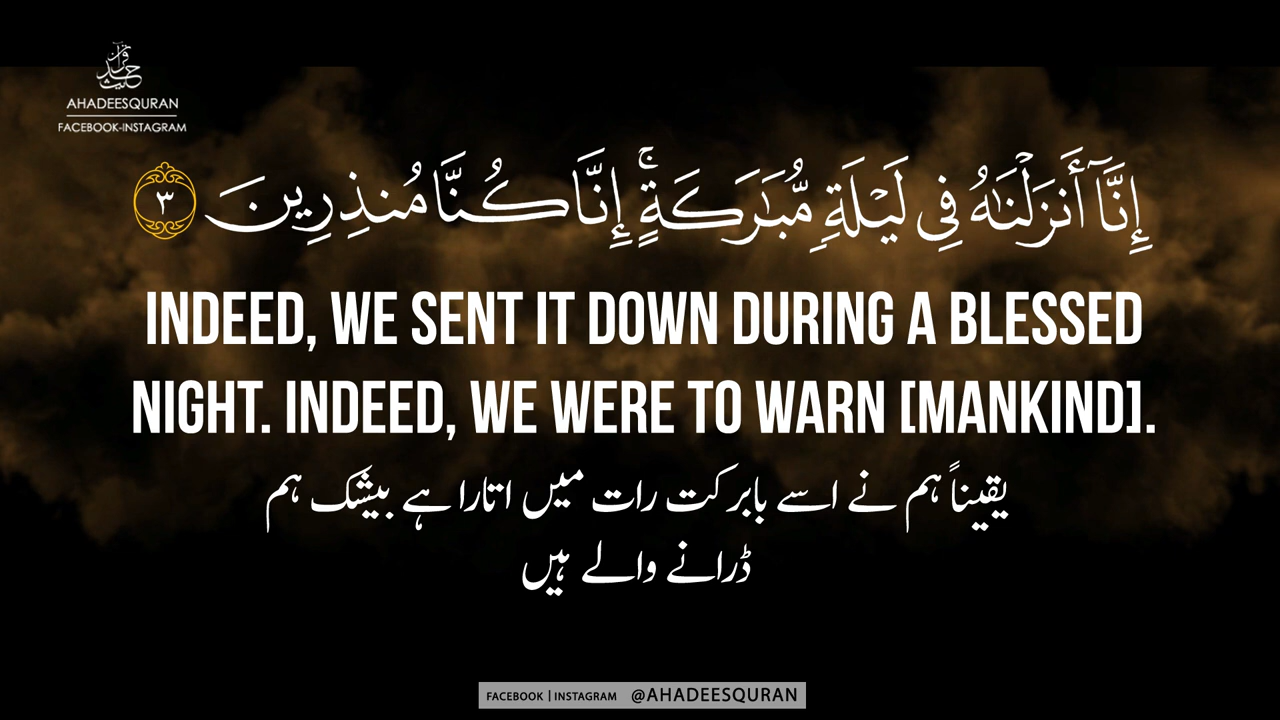 قرآن حدیث
AHADEESQURAN
FACEBOOK-INSTAGRAM
إِنَّآ أَنزَلْنَٰهُ فِى لَيْلَةٍ مُّبَٰرَكَةٍ ۚ إِنَّا كُنَّا مُنذِرِينَ ٣
INDEED, WE SENT IT DOWN DURING A BLESSED
NIGHT. INDEED, WE WERE TO WARN [MANKIND].
یقیناً ہم نے اسے بابرکت رات میں اتارا ہے بیشک ہم
ڈرانے والے ہیں
FACEBOOK | INSTAGRAM @AHADEESQURAN